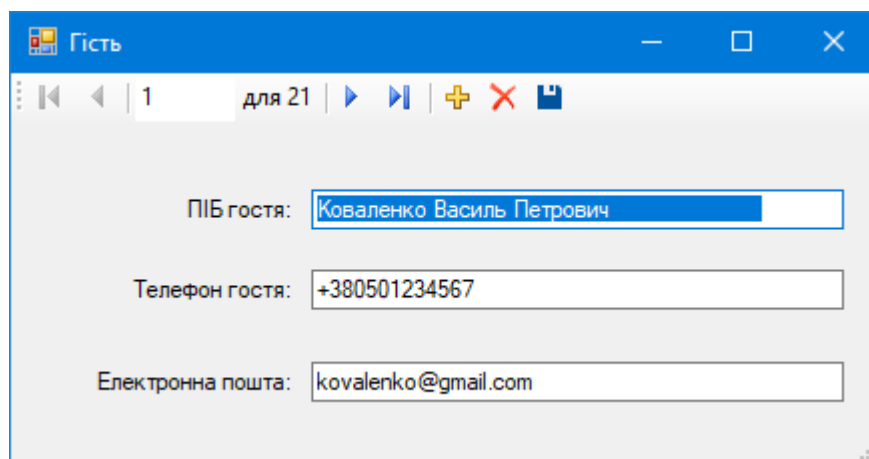 Гість
1 для 21
ПІБ гостя: Коваленко Василь Петрович
Телефон гостя: +380501234567
Електронна пошта: kovalenko@gmail.com